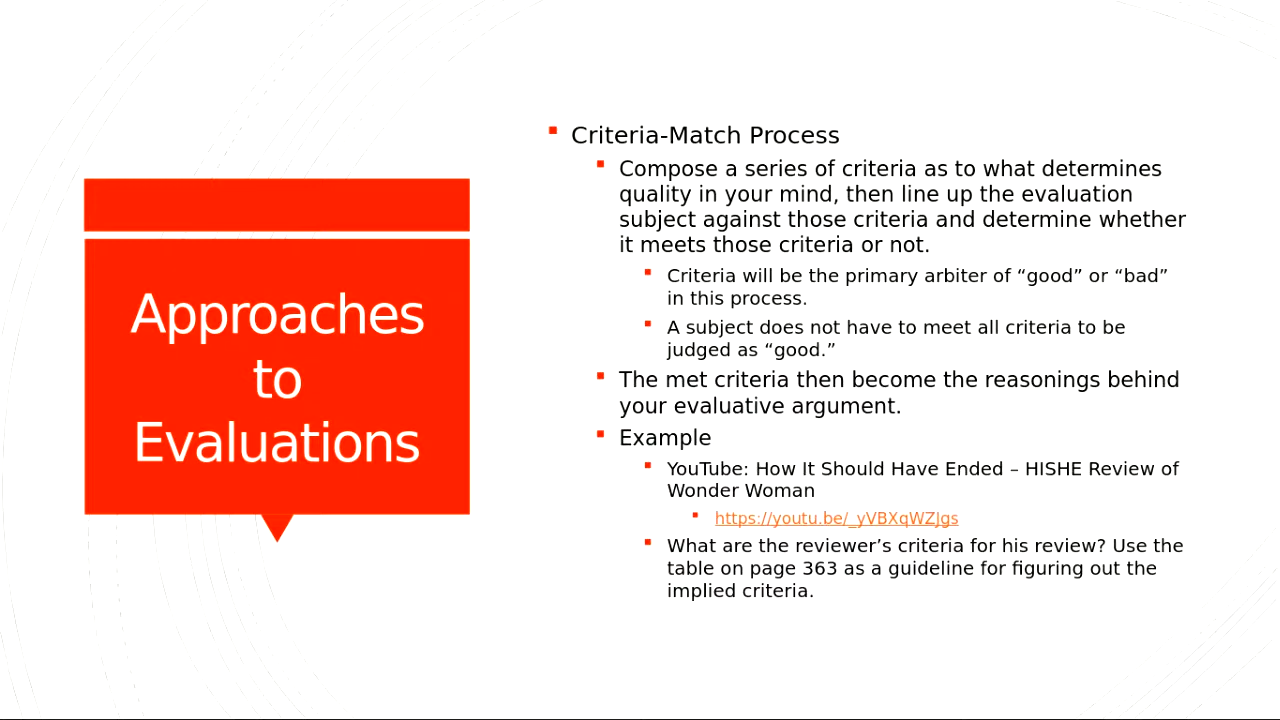 Approaches
to
Evaluations
Criteria-Match Process
Compose a series of criteria as to what determines
quality in your mind, then line up the evaluation
subject against those criteria and determine whether
it meets those criteria or not.
Criteria will be the primary arbiter of “good” or “bad”
in this process.
A subject does not have to meet all criteria to be
judged as “good.”
The met criteria then become the reasonings behind
your evaluative argument.
Example
YouTube: How It Should Have Ended – HISHE Review of
Wonder Woman
https://youtu.be/_yVBXqWZJgs
What are the reviewer’s criteria for his review? Use the
table on page 363 as a guideline for figuring out the
implied criteria.